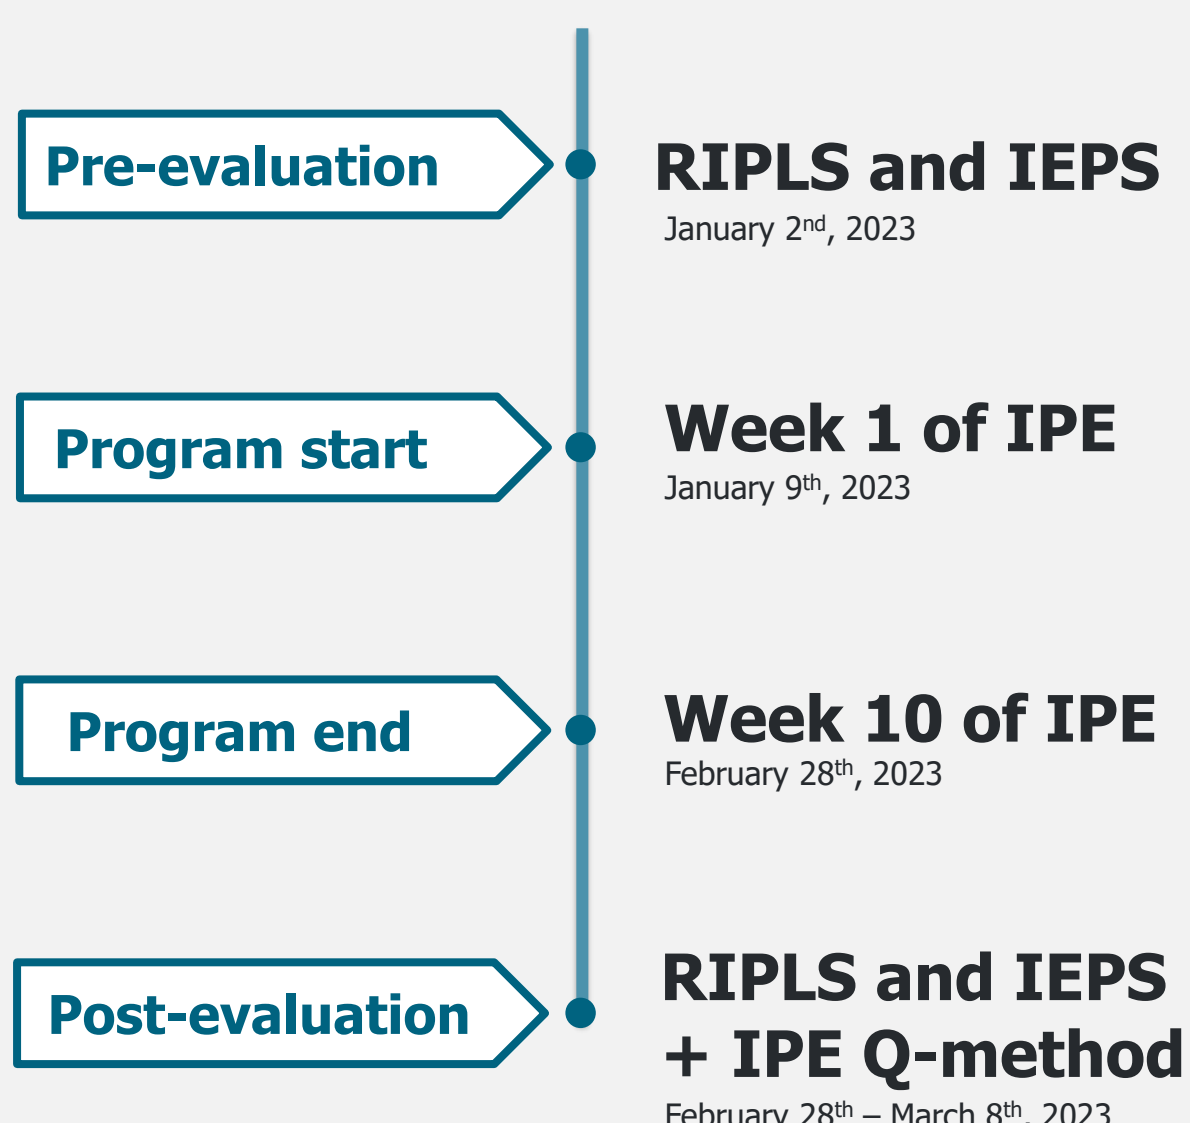 Pre-evaluation
RIPLS and IEPS
January 2nd, 2023
Program start
Week 1 of IPE
January 9th, 2023
Program end
Week 10 of IPE
February 28th, 2023
Post-evaluation
RIPLS and IEPS
+ IPE Q-method
February 28th – March 8th, 2023